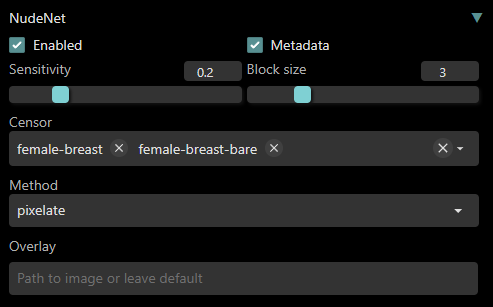 NudeNet
Enabled Metadata
Sensitivity 0.2 Block size 3
Censor
female-breast female-breast-bare
Method
pixelate
Overlay
Path to image or leave default